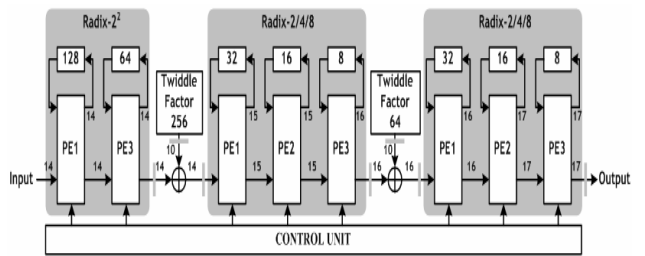 Radix-2²
Radix-2/4/8
Radix-2/4/8
128
64
32
16
8
32
16
8
Twiddle
Factor
256
Twiddle
Factor
64
14
14
15
15
16
16
17
17
10
10
PE1
PE3
PE1
PE2
PE3
PE1
PE2
PE3
Input
14
14
14
14
15
15
16
16
16
17
17
Output
CONTROL UNIT